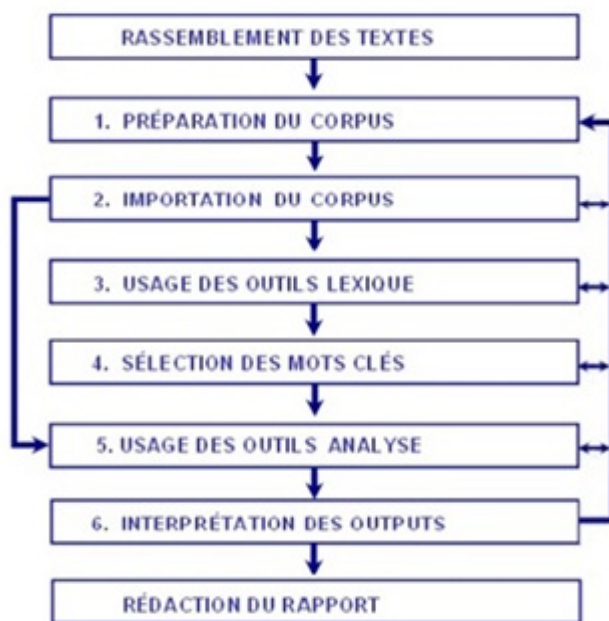 RASSEMBLEMENT DES TEXTES
1. PRÉPARATION DU CORPUS
2. IMPORTATION DU CORPUS
3. USAGE DES OUTILS LEXIQUE
4. SÉLECTION DES MOTS CLÉS
5. USAGE DES OUTILS ANALYSE
6. INTERPRÉTATION DES OUTPUTS
RÉDACTION DU RAPPORT